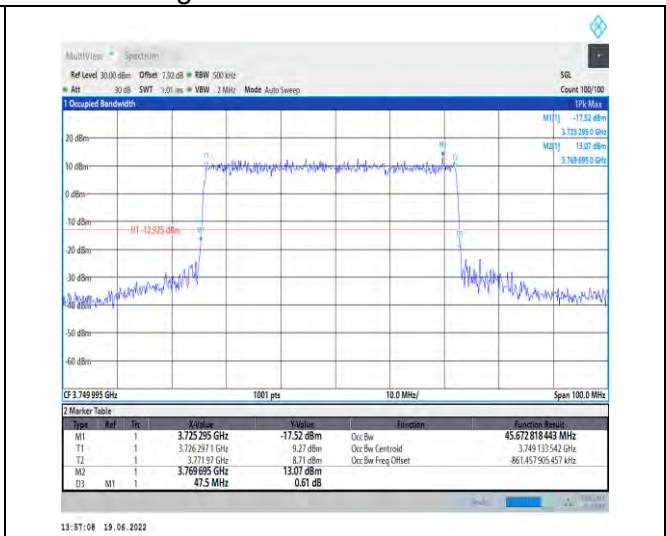 MultiView Spectrum
Ref Level 30.00 dBm Offset 7.92 dB RBW 500 kHz SGL
Att 30 dB SWT 1.01 ms VBW 2 MHz Mode Auto Sweep Count 100/100
1 Occupied Bandwidth 1Pk Max
M1[1] -17.52 dBm
3.725 295 0 GHz
M2[1] 13.07 dBm
3.769 695 0 GHz
20 dBm
10 dBm
0 dBm
-10 dBm
H1 -12.925 dBm
-20 dBm
-30 dBm
-40 dBm
-50 dBm
-60 dBm
T1
T2
M1
CF 3.749 995 GHz 1001 pts 10.0 MHz/ Span 100.0 MHz
2 Marker Table
Type Ref Trc X-Value Y-Value Function Function Result
M1 1 3.725 295 GHz -17.52 dBm Occ Bw 45.672 818 443 MHz
T1 1 3.726 297 1 GHz 9.27 dBm Occ Bw Centroid 3.749 133 542 GHz
T2 1 3.771 97 GHz 8.71 dBm Occ Bw Freq Offset -861.457 905 457 kHz
M2 1 3.769 695 GHz 13.07 dBm
D3 M1 1 47.5 MHz 0.61 dB
13:57:08 19.06.2022